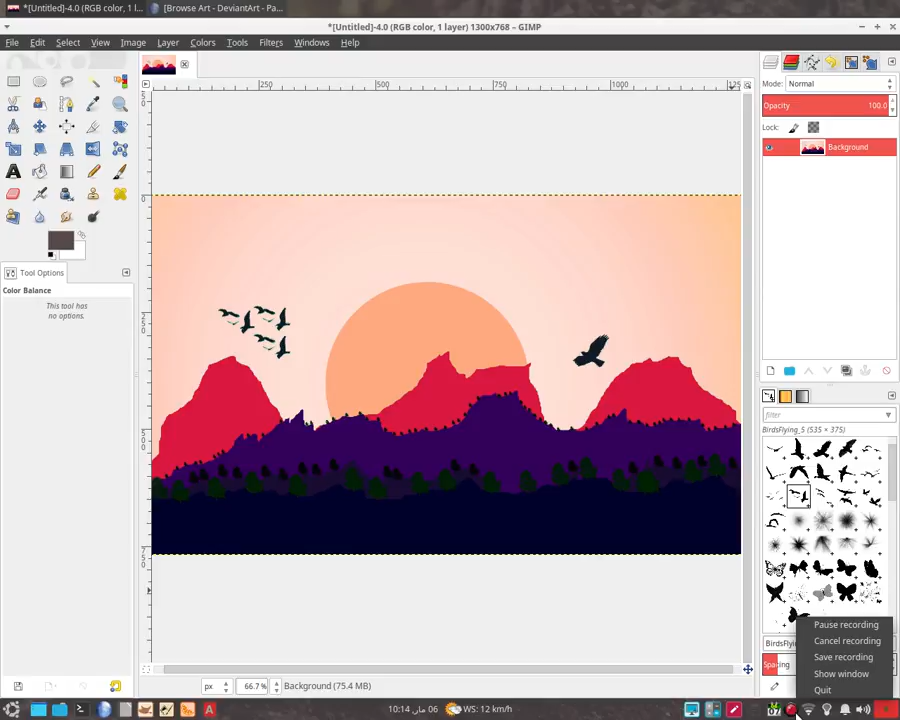 *[Untitled]-4.0 (RGB color, 1 l...
[Browse Art - DeviantArt - Pa...
*[Untitled]-4.0 (RGB color, 1 layer) 1300x768 – GIMP
File Edit Select View Image Layer Colors Tools Filters Windows Help
250 500 750 1000
Mode: Normal
Opacity 100.0
Lock:
Background
Tool Options
Color Balance
This tool has
no options.
filter
BirdsFlying_5 (535 × 375)
Pause recording
Cancel recording
Save recording
Show window
Quit
px 66.7 % Background (75.4 MB)
10:14 مار, 06
WS: 12 km/h